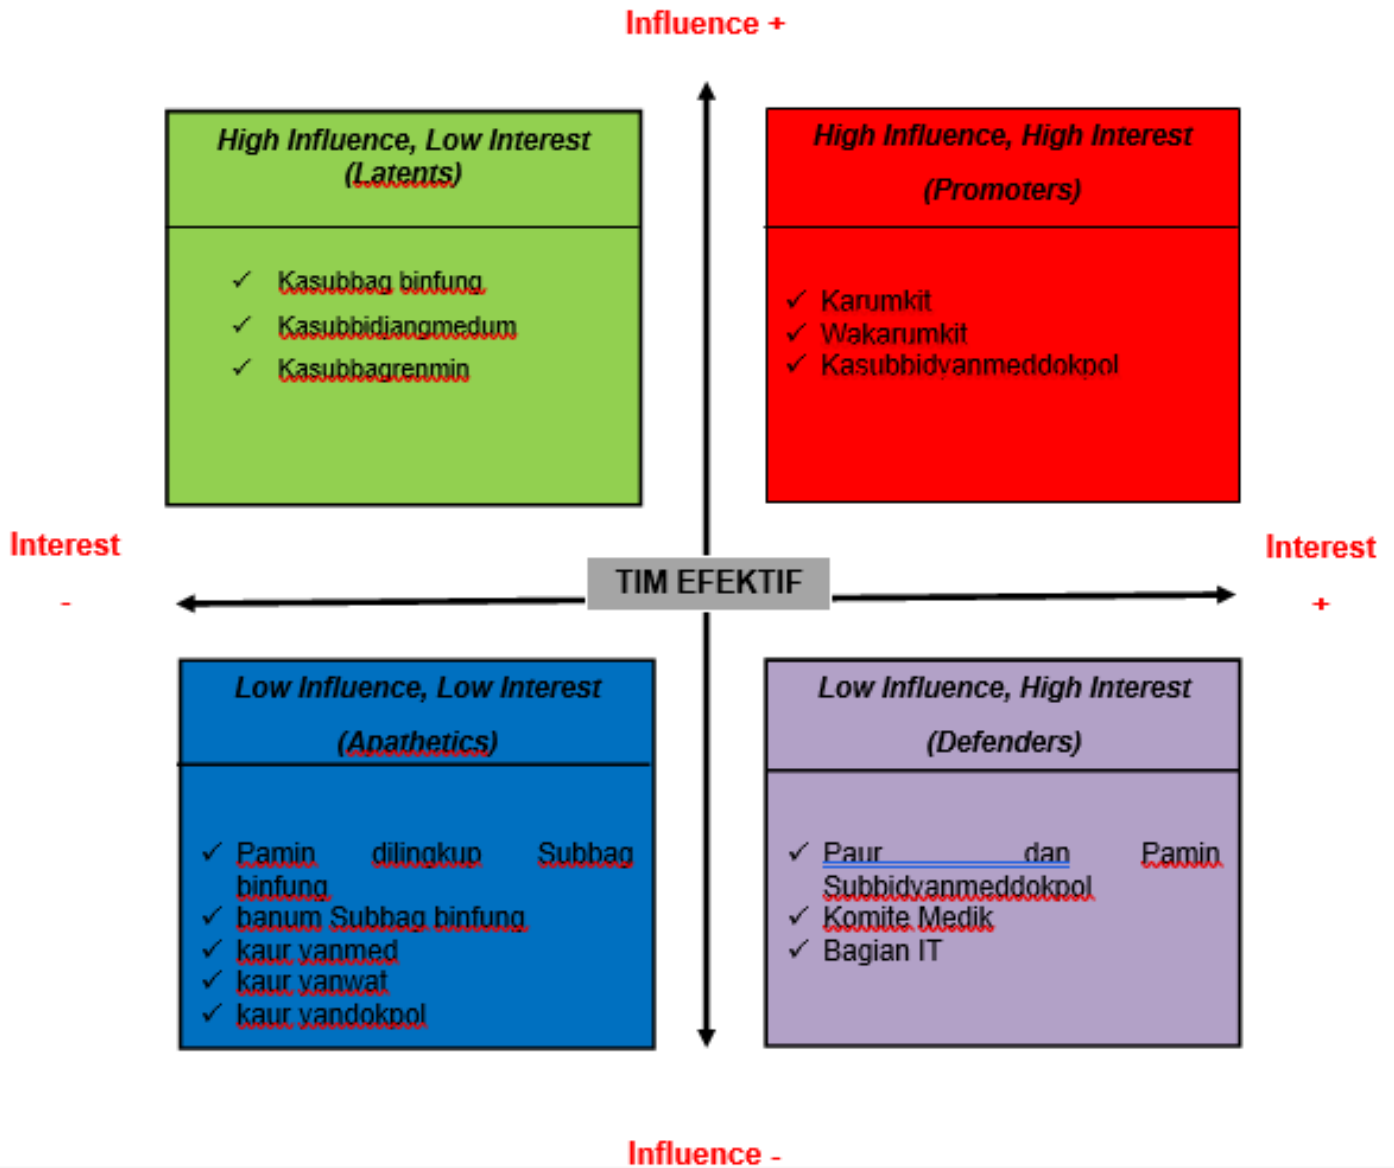 Influence +
High Influence, Low Interest
(Latents)
Kasubbag binfung
Kasubbidjangmedum
Kasubbagrenmin
High Influence, High Interest
(Promoters)
Karumkit
Wakarumkit
Kasubbidyanmeddokpol
Interest
-
TIM EFEKTIF
Interest
+
Low Influence, Low Interest
(Apathetics)
Pamin dilingkup Subbag
binfung
banum Subbag binfung
kaur yanmed
kaur yanwat
kaur yandokpol
Low Influence, High Interest
(Defenders)
Paur dan Pamin
Subbidyanmeddokpol
Komite Medik
Bagian IT
Influence -